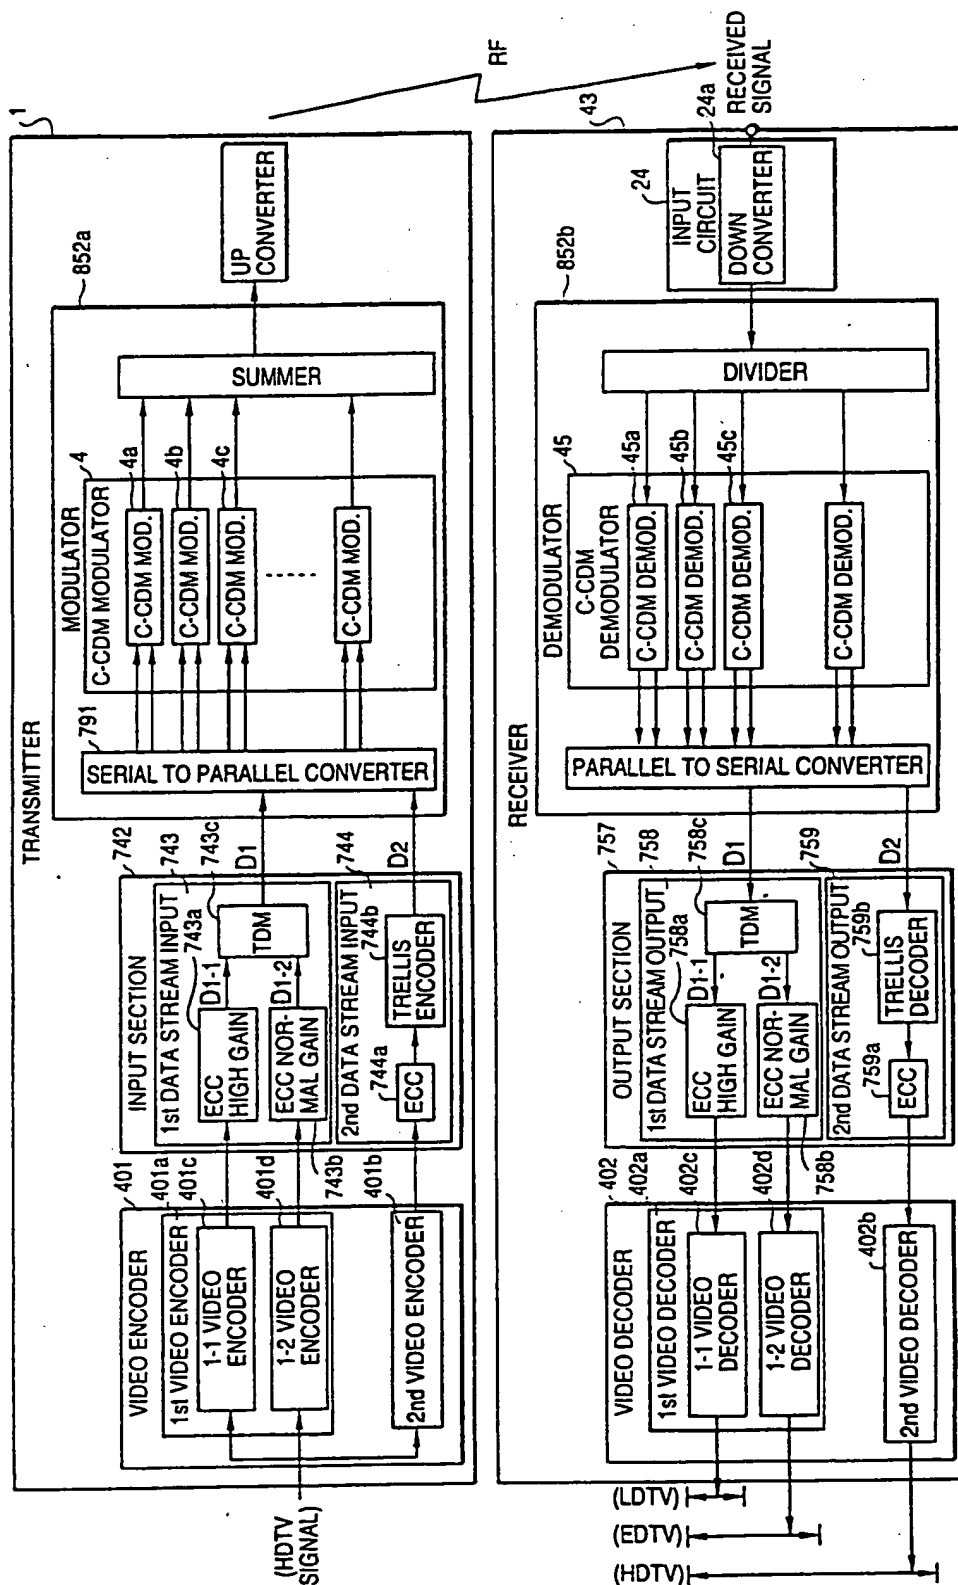 TRANSMITTER
1
VIDEO ENCODER
401
1st VIDEO ENCODER
401a
401c
1-1 VIDEO
ENCODER
401d
1-2 VIDEO
ENCODER
401b
2nd VIDEO ENCODER
(HDTV
SIGNAL)
INPUT SECTION
742
1st DATA STREAM INPUT
743
743a
ECC
HIGH GAIN
D1-1
743c
TDM
ECC NOR-
MAL GAIN
D1-2
743b
2nd DATA STREAM INPUT
744
744a
ECC
744b
TRELLIS
ENCODER
D1
D2
852a
791
SERIAL TO PARALLEL CONVERTER
MODULATOR
C-CDM MODULATOR
4
4a
C-CDM MOD.
4b
C-CDM MOD.
4c
C-CDM MOD.
C-CDM MOD.
SUMMER
UP
CONVERTER
RF
RECEIVER
43
RECEIVED
SIGNAL
24
INPUT
CIRCUIT
24a
DOWN
CONVERTER
852b
DIVIDER
DEMODULATOR
C-CDM
DEMODULATOR
45
45a
C-CDM DEMOD.
45b
C-CDM DEMOD.
45c
C-CDM DEMOD.
C-CDM DEMOD.
PARALLEL TO SERIAL CONVERTER
D1
D2
OUTPUT SECTION
757
1st DATA STREAM OUTPUT
758
758a
ECC
HIGH GAIN
D1-1
758c
TDM
ECC NOR-
MAL GAIN
D1-2
758b
2nd DATA STREAM OUTPUT
759
759a
ECC
759b
TRELLIS
DECODER
VIDEO DECODER
402
1st VIDEO DECODER
402a
402c
1-1 VIDEO
DECODER
402d
1-2 VIDEO
DECODER
402b
2nd VIDEO DECODER
(LDTV)
(EDTV)
(HDTV)